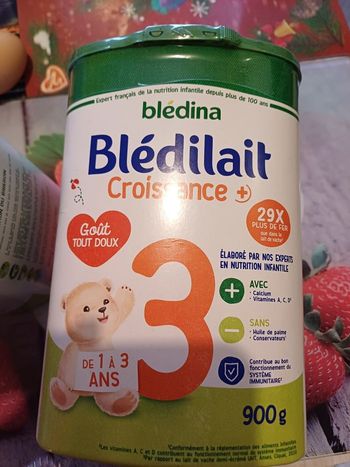 Expert français de la nutrition infantile depuis plus de 100 ans
blédina
Blédilait
Croissance +
Goût
TOUT DOUX
29X
PLUS DE FER
que dans le
lait de vache
3
ÉLABORÉ PAR NOS EXPERTS
EN NUTRITION INFANTILE
+ AVEC
• Calcium
• Vitamines A, C, D
- SANS
• Huile de palme
• Conservateurs
Contribue au bon
fonctionnement du
SYSTÈME
IMMUNITAIRE
DE 1 À 3
ANS
900g